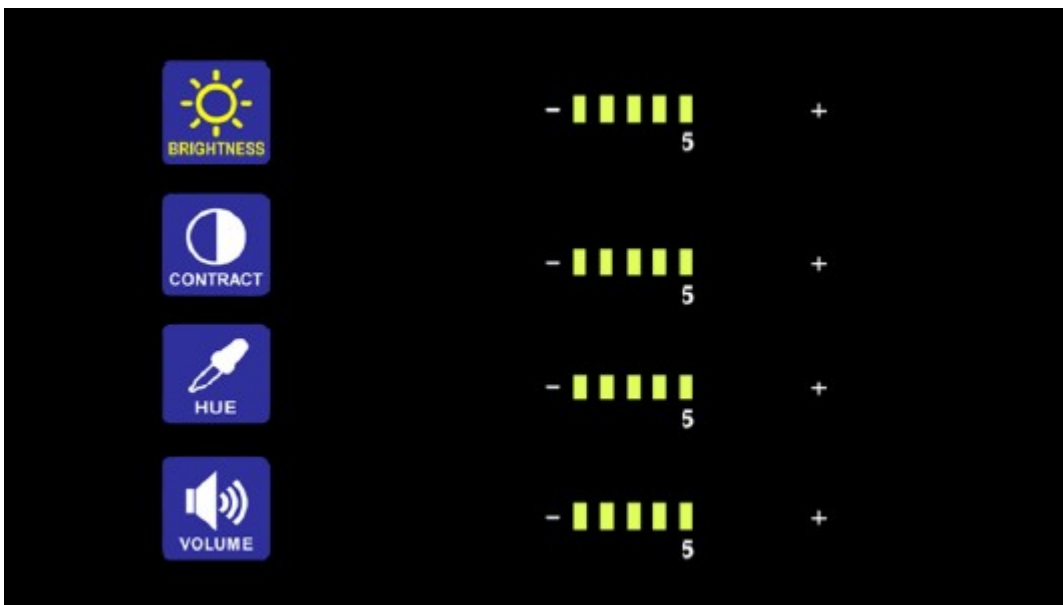 BRIGHTNESS
- +
5
CONTRACT
- +
5
HUE
- +
5
VOLUME
- +
5